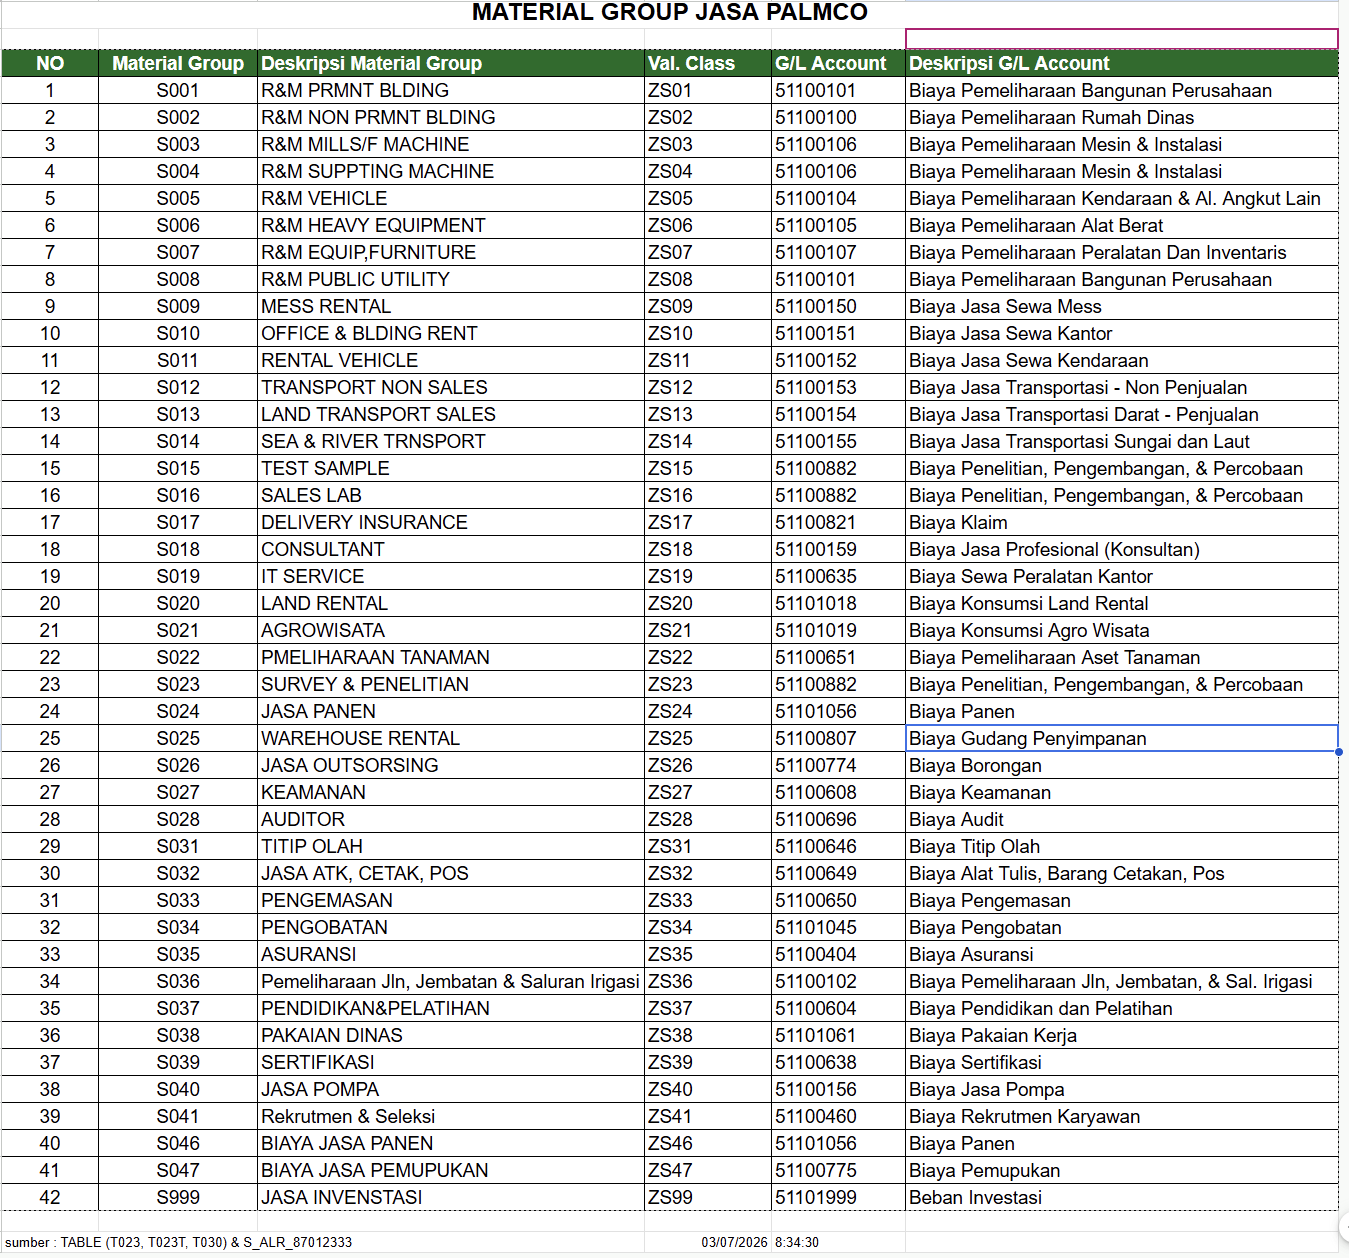 MATERIAL GROUP JASA PALMCO
NO Material Group Deskripsi Material Group Val. Class G/L Account Deskripsi G/L Account
1 S001 R&M PRMNT BLDING ZS01 51100101 Biaya Pemeliharaan Bangunan Perusahaan
2 S002 R&M NON PRMNT BLDING ZS02 51100100 Biaya Pemeliharaan Rumah Dinas
3 S003 R&M MILLS/F MACHINE ZS03 51100106 Biaya Pemeliharaan Mesin & Instalasi
4 S004 R&M SUPPTING MACHINE ZS04 51100106 Biaya Pemeliharaan Mesin & Instalasi
5 S005 R&M VEHICLE ZS05 51100104 Biaya Pemeliharaan Kendaraan & Al. Angkut Lain
6 S006 R&M HEAVY EQUIPMENT ZS06 51100105 Biaya Pemeliharaan Alat Berat
7 S007 R&M EQUIP,FURNITURE ZS07 51100107 Biaya Pemeliharaan Peralatan Dan Inventaris
8 S008 R&M PUBLIC UTILITY ZS08 51100101 Biaya Pemeliharaan Bangunan Perusahaan
9 S009 MESS RENTAL ZS09 51100150 Biaya Jasa Sewa Mess
10 S010 OFFICE & BLDING RENT ZS10 51100151 Biaya Jasa Sewa Kantor
11 S011 RENTAL VEHICLE ZS11 51100152 Biaya Jasa Sewa Kendaraan
12 S012 TRANSPORT NON SALES ZS12 51100153 Biaya Jasa Transportasi - Non Penjualan
13 S013 LAND TRANSPORT SALES ZS13 51100154 Biaya Jasa Transportasi Darat - Penjualan
14 S014 SEA & RIVER TRNSPORT ZS14 51100155 Biaya Jasa Transportasi Sungai dan Laut
15 S015 TEST SAMPLE ZS15 51100882 Biaya Penelitian, Pengembangan, & Percobaan
16 S016 SALES LAB ZS16 51100882 Biaya Penelitian, Pengembangan, & Percobaan
17 S017 DELIVERY INSURANCE ZS17 51100821 Biaya Klaim
18 S018 CONSULTANT ZS18 51100159 Biaya Jasa Profesional (Konsultan)
19 S019 IT SERVICE ZS19 51100635 Biaya Sewa Peralatan Kantor
20 S020 LAND RENTAL ZS20 51101018 Biaya Konsumsi Land Rental
21 S021 AGROWISATA ZS21 51101019 Biaya Konsumsi Agro Wisata
22 S022 PMELIHARAAN TANAMAN ZS22 51100651 Biaya Pemeliharaan Aset Tanaman
23 S023 SURVEY & PENELITIAN ZS23 51100882 Biaya Penelitian, Pengembangan, & Percobaan
24 S024 JASA PANEN ZS24 51101056 Biaya Panen
25 S025 WAREHOUSE RENTAL ZS25 51100807 Biaya Gudang Penyimpanan
26 S026 JASA OUTSORSING ZS26 51100774 Biaya Borongan
27 S027 KEAMANAN ZS27 51100608 Biaya Keamanan
28 S028 AUDITOR ZS28 51100696 Biaya Audit
29 S031 TITIP OLAH ZS31 51100646 Biaya Titip Olah
30 S032 JASA ATK, CETAK, POS ZS32 51100649 Biaya Alat Tulis, Barang Cetakan, Pos
31 S033 PENGEMASAN ZS33 51100650 Biaya Pengemasan
32 S034 PENGOBATAN ZS34 51101045 Biaya Pengobatan
33 S035 ASURANSI ZS35 51100404 Biaya Asuransi
34 S036 Pemeliharaan Jln, Jembatan & Saluran Irigasi ZS36 51100102 Biaya Pemeliharaan Jln, Jembatan, & Sal. Irigasi
35 S037 PENDIDIKAN&PELATIHAN ZS37 51100604 Biaya Pendidikan dan Pelatihan
36 S038 PAKAIAN DINAS ZS38 51101061 Biaya Pakaian Kerja
37 S039 SERTIFIKASI ZS39 51100638 Biaya Sertifikasi
38 S040 JASA POMPA ZS40 51100156 Biaya Jasa Pompa
39 S041 Rekrutmen & Seleksi ZS41 51100460 Biaya Rekrutmen Karyawan
40 S046 BIAYA JASA PANEN ZS46 51101056 Biaya Panen
41 S047 BIAYA JASA PEMUPUKAN ZS47 51100775 Biaya Pemupukan
42 S999 JASA INVENSTASI ZS99 51101999 Beban Investasi
sumber : TABLE (T023, T023T, T030) & S_ALR_87012333 03/07/2026 8:34:30